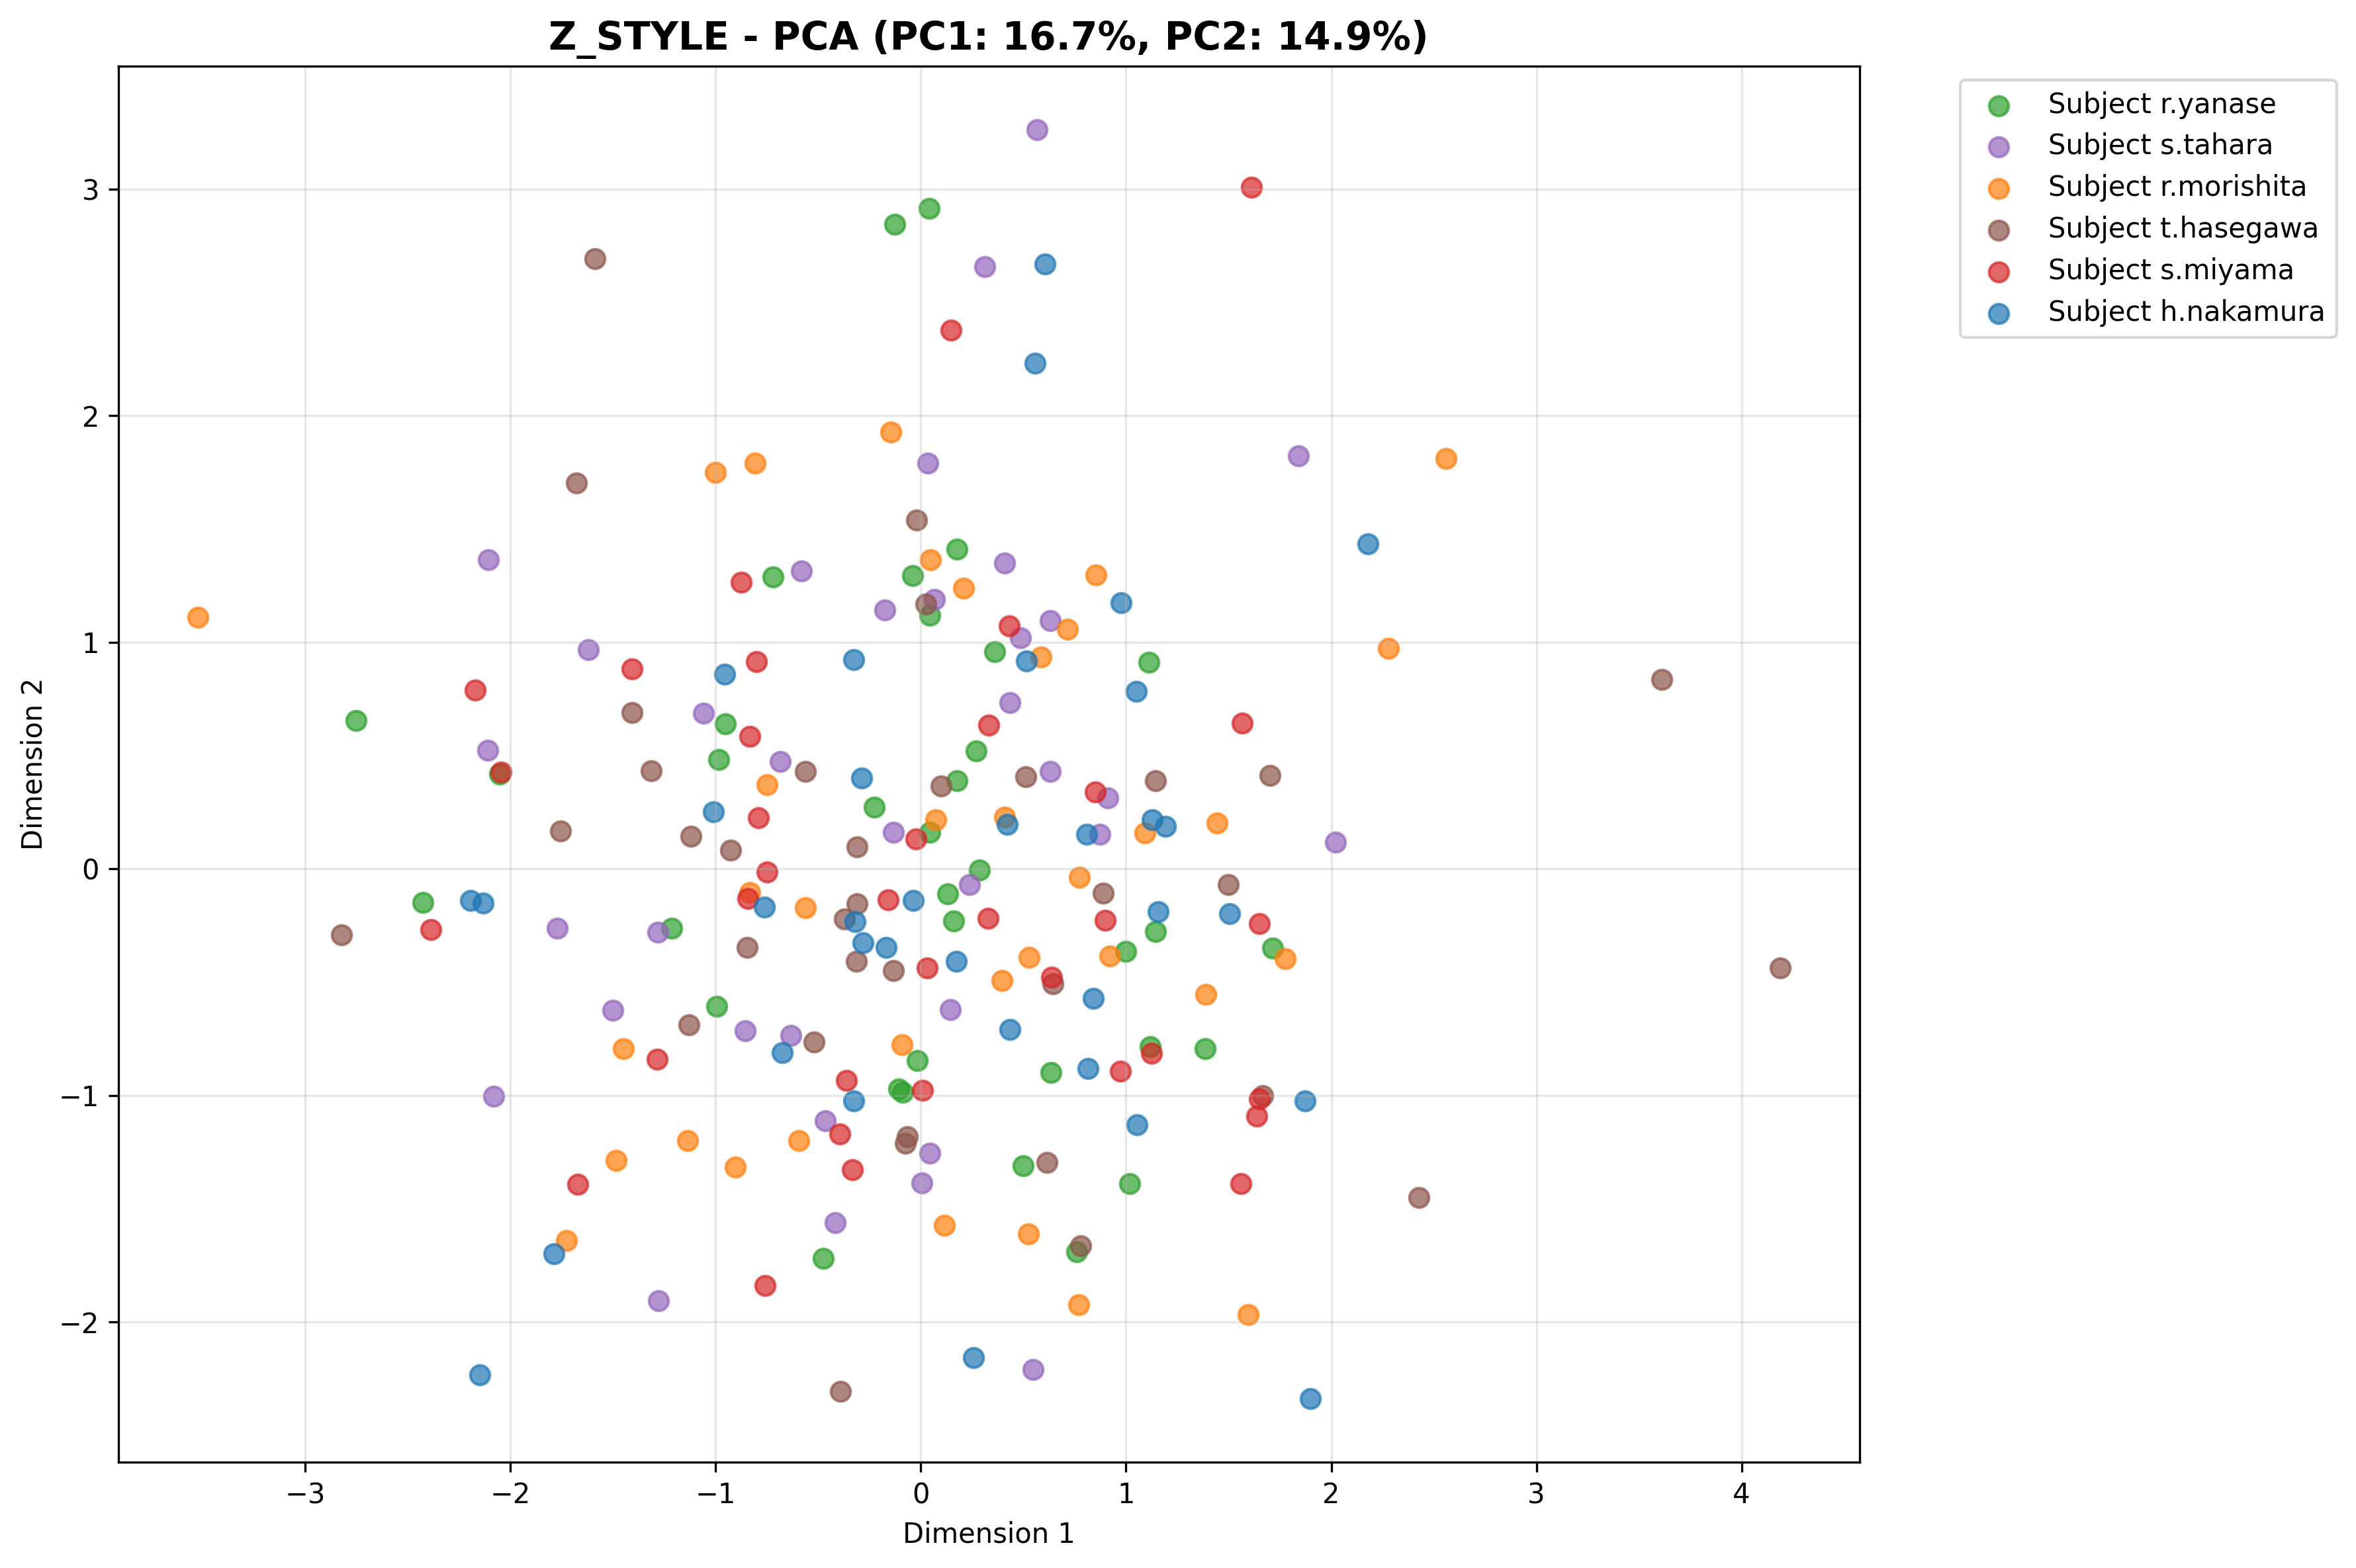 Z_STYLE - PCA (PC1: 16.7%, PC2: 14.9%)
Subject r.yanase
Subject s.tahara
Subject r.morishita
Subject t.hasegawa
Subject s.miyama
Subject h.nakamura
Dimension 2
3
2
1
0
−1
−2
−3 −2 −1 0 1 2 3 4
Dimension 1